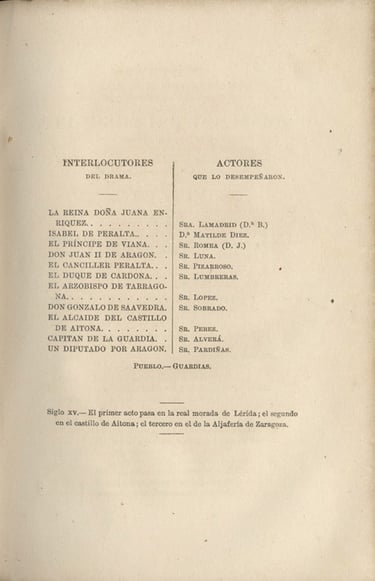 INTERLOCUTORES
DEL DRAMA.
ACTORES
QUE LO DESEMPEÑARON.
LA REINA DOÑA JUANA EN-
RIQUEZ. . . . . . . . . . SRA. LAMADRID (D.ª B.)
ISABEL DE PERALTA. . . . D.ª MATILDE DIEZ.
EL PRÍNCIPE DE VIANA. . . SR. ROMEA (D. J.)
DON JUAN II DE ARAGON. . SR. LUNA.
EL CANCILLER PERALTA. . . SR. PIZARROSO.
EL DUQUE DE CARDONA. . . SR. LUMBRERAS.
EL ARZOBISPO DE TARRAGO-
NA. . . . . . . . . . . . SR. LOPEZ.
DON GONZALO DE SAAVEDRA. SR. SOBRADO.
EL ALCAIDE DEL CASTILLO
DE AITONA. . . . . . . . SR. PEREZ.
CAPITAN DE LA GUARDIA. . SR. ALVERÁ.
UN DIPUTADO POR ARAGON. SR. PARDIÑAS.
PUEBLO.— GUARDIAS.
Siglo XV.— El primer acto pasa en la real morada de Lérida; el segundo
en el castillo de Aitona; el tercero en el de la Aljafería de Zaragoza.